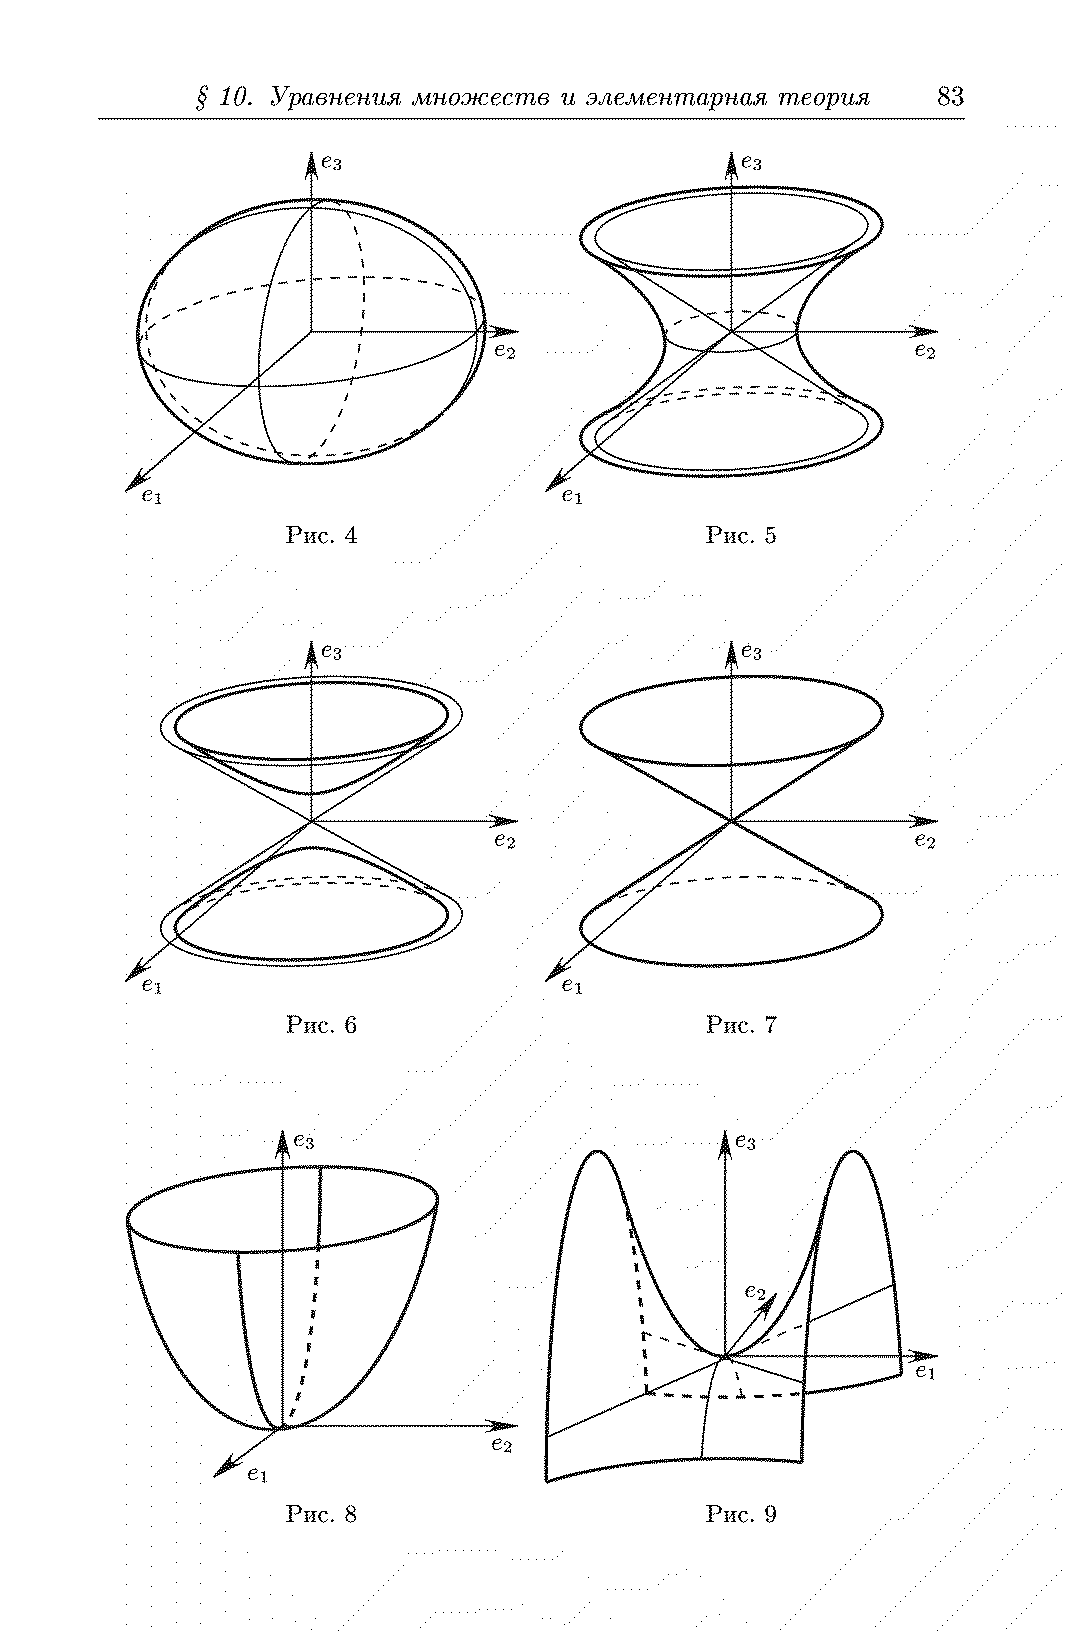 § 10. Уравнения множеств и элементарная теория 83
e3 e3
e2 e2
e1 e1
Рис. 4 Рис. 5
e3 e3
e2 e2
e1 e1
Рис. 6 Рис. 7
e3 e3
e2
e1
e2
e1
Рис. 8 Рис. 9